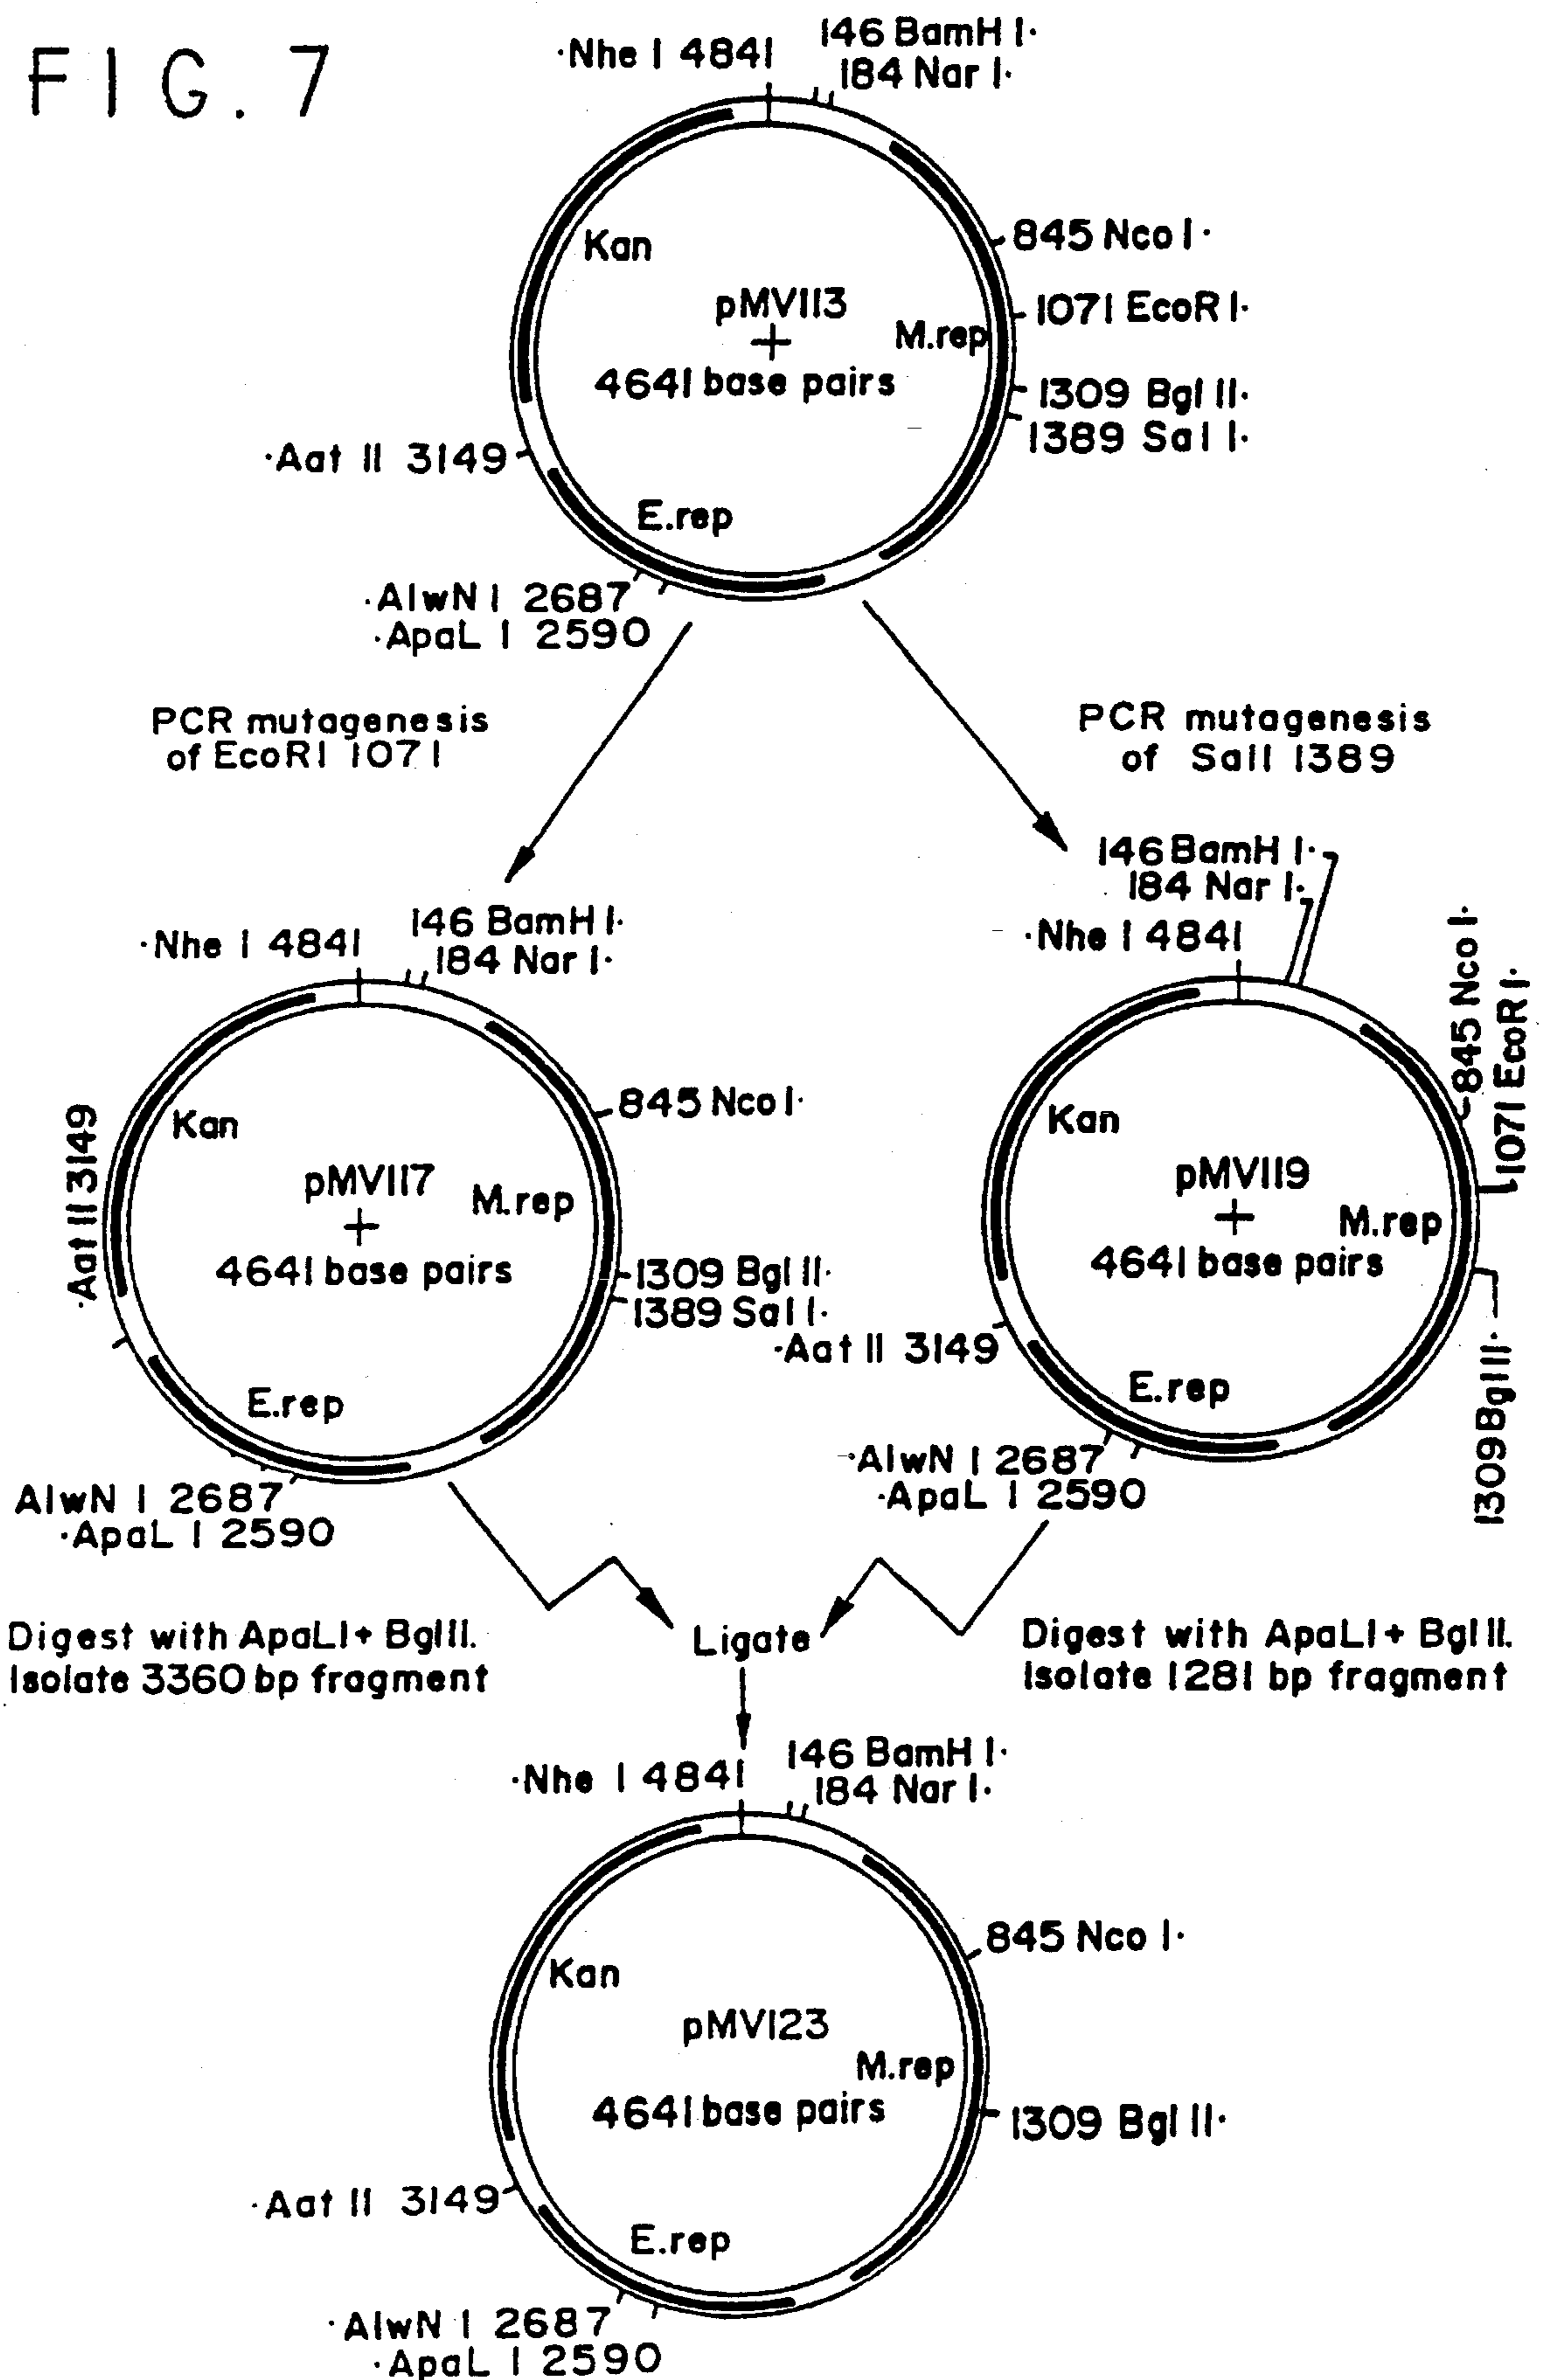 FIG. 7
·Nhe I 4841
146 BamH I·
184 Nar I·
845 Nco I·
1071 EcoR I·
1309 Bgl II·
1389 Sal I·
Kan
pMV113
+
4641 base pairs
M.rep
E.rep
·Aat II 3149
·AlwN I 2687
·ApaL I 2590
PCR mutagenesis
of EcoRI 1071
PCR mutagenesis
of SalI 1389
·Nhe I 4841
146 BamH I·
184 Nar I·
845 Nco I·
1309 Bgl II·
1389 Sal I·
Kan
pMV117
+
4641 base pairs
M.rep
E.rep
·Aat II 3149
AlwN I 2687
·ApaL I 2590
146 BamH I·
184 Nar I·
·Nhe I 4841
845 Nco I·
1071 EcoR I·
1309 Bgl II·
Kan
pMV119
+
4641 base pairs
M.rep
E.rep
·Aat II 3149
·AlwN I 2687
·ApaL I 2590
Digest with ApaLI + BglII.
Isolate 3360 bp fragment
Ligate
Digest with ApaLI + Bgl II.
Isolate 1281 bp fragment
·Nhe I 4841
146 BamH I·
184 Nar I·
845 Nco I·
1309 Bgl II·
Kan
pMV123
4641 base pairs
M.rep
E.rep
·Aat II 3149
·AlwN I 2687
·ApaL I 2590